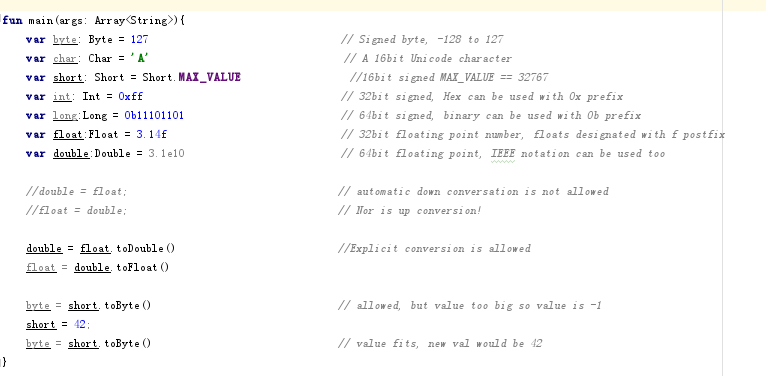 fun main(args: Array<String>){
var byte: Byte = 127 // Signed byte, -128 to 127
var char: Char = 'A' // A 16bit Unicode character
var short: Short = Short.MAX_VALUE //16bit signed MAX_VALUE == 32767
var int: Int = 0xff // 32bit signed, Hex can be used with 0x prefix
var long:Long = 0b11101101 // 64bit signed, binary can be used with 0b prefix
var float:Float = 3.14f // 32bit floating point number, floats designated with f postfix
var double:Double = 3.1e10 // 64bit floating point, IEEE notation can be used too
//double = float; // automatic down conversation is not allowed
//float = double; // Nor is up conversion!
double = float.toDouble() //Explicit conversion is allowed
float = double.toFloat()
byte = short.toByte() // allowed, but value too big so value is -1
short = 42;
byte = short.toByte() // value fits, new val would be 42
}